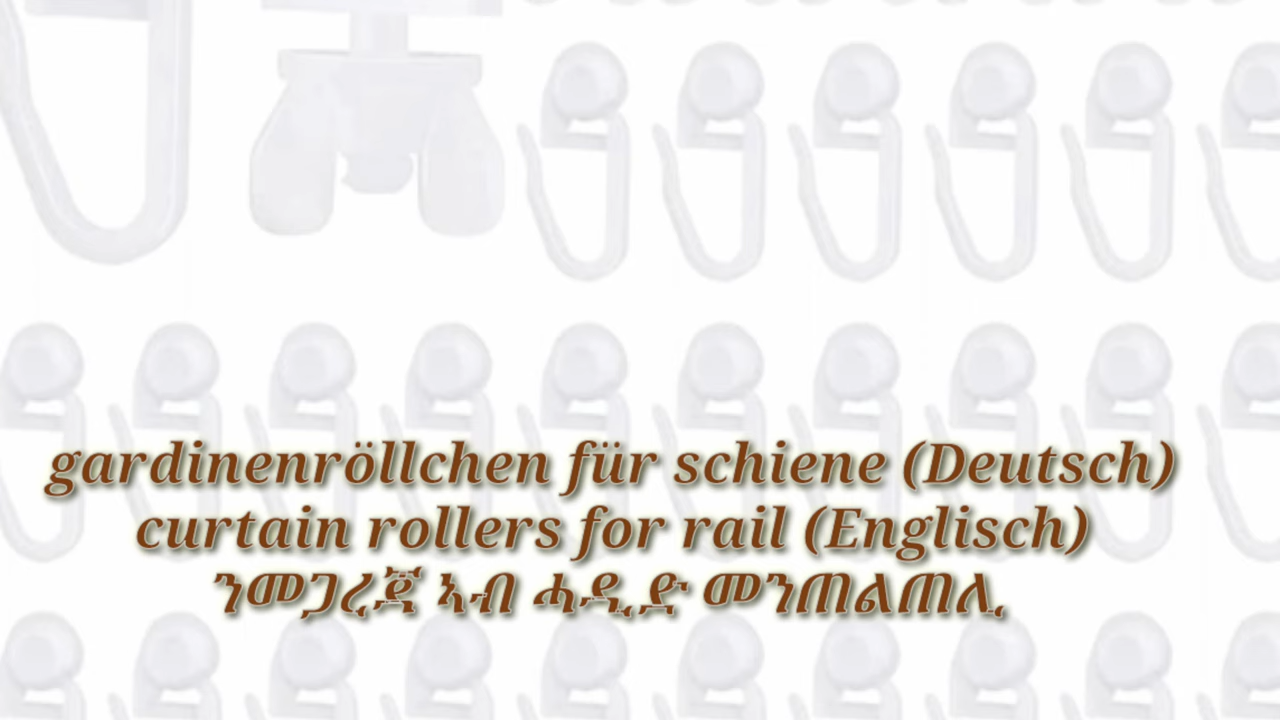 gardinenröllchen für schiene (Deutsch)
curtain rollers for rail (Englisch)
ንመጋረጃ ኣብ ሓዲድ መንጠልጠሊ